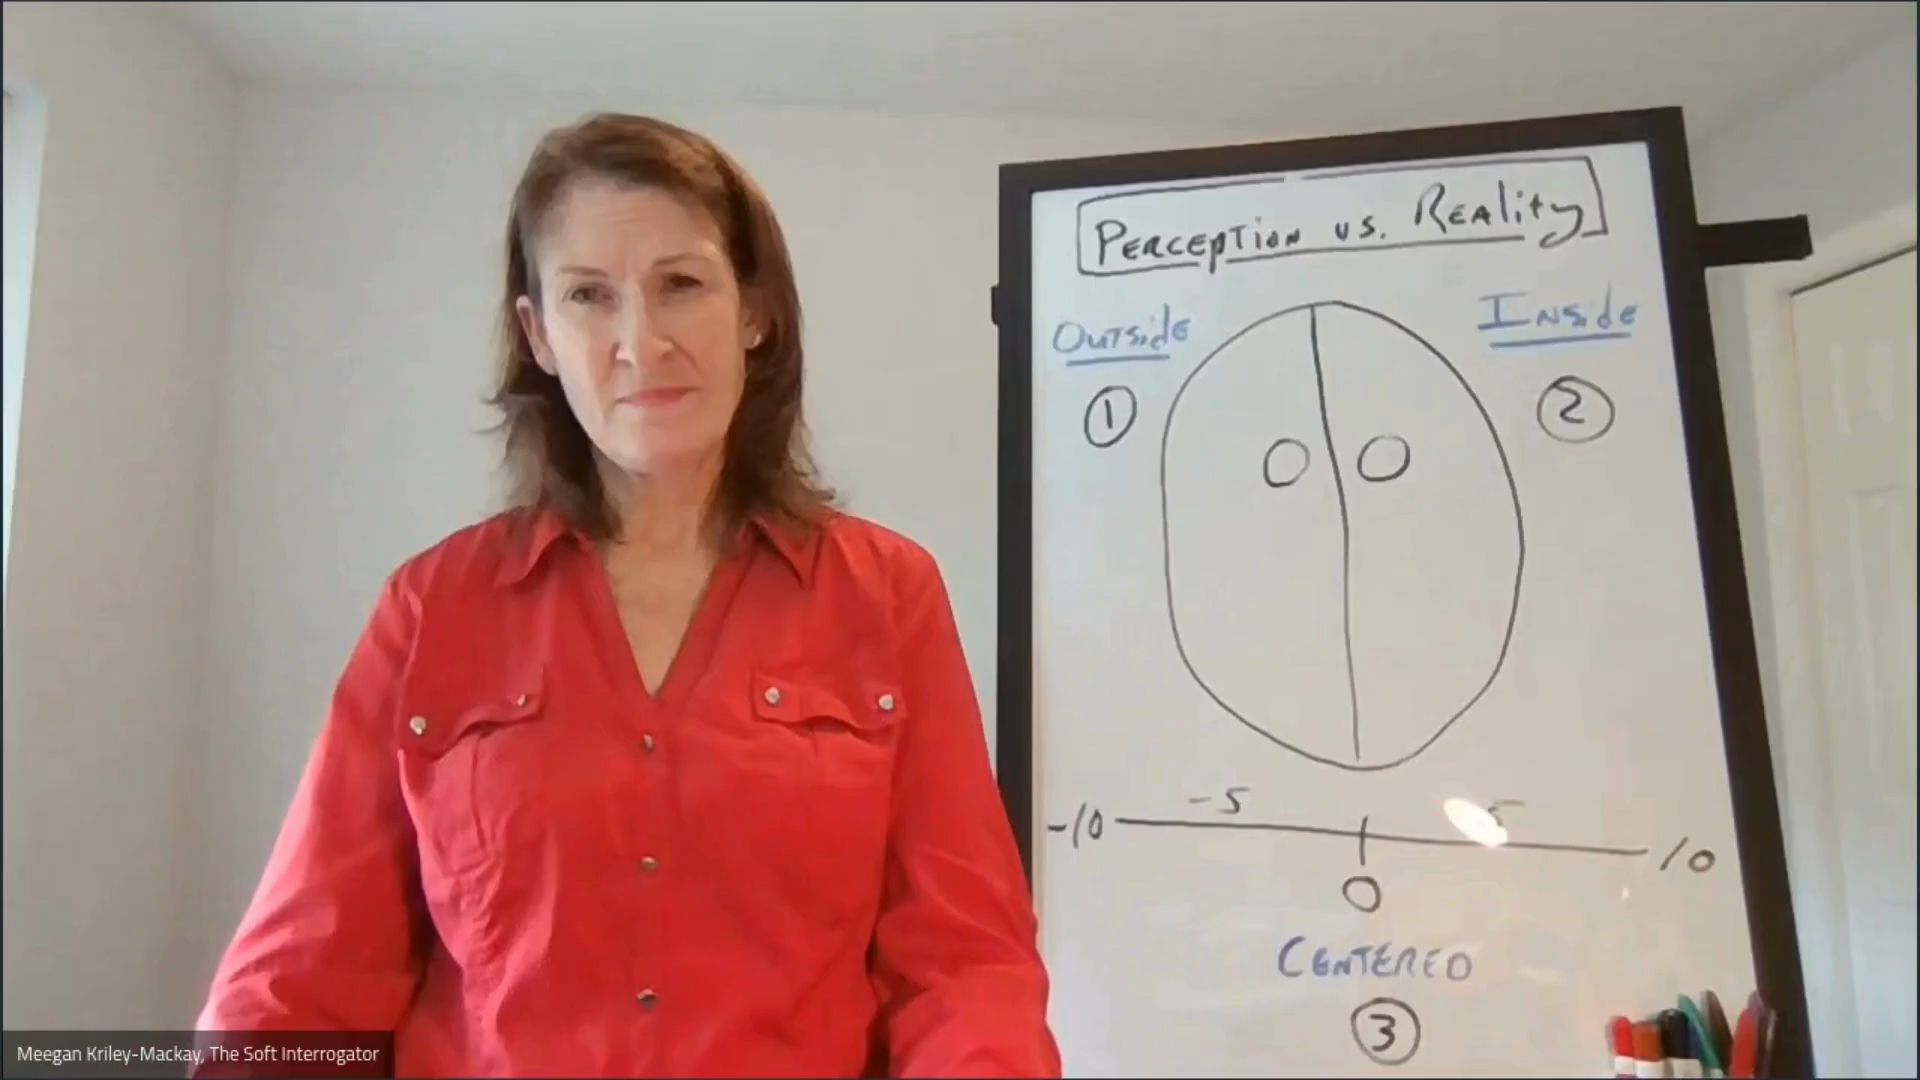 PERCEPTION vs. REALity
OUTSidE
INSidE
1
2
-5
5
-10
10
0
CENTERED
3
Meegan Kriley-Mackay, The Soft Interrogator